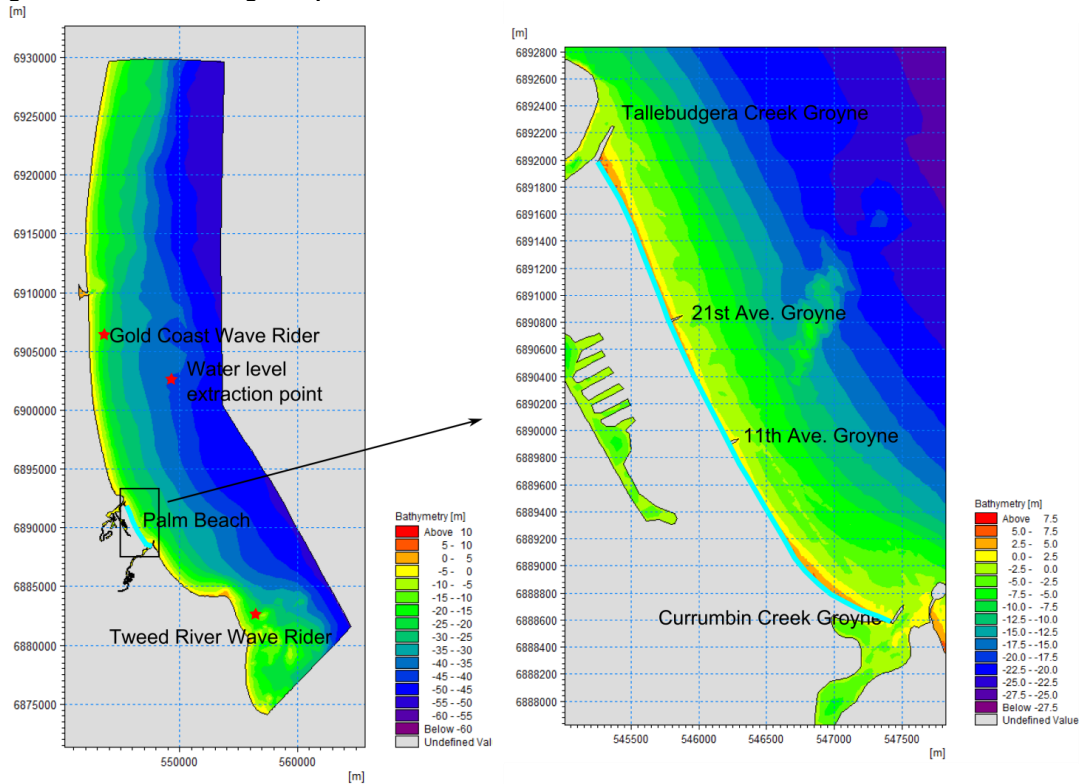 [m]
6930000
6925000
6920000
6915000
6910000
6905000
6900000
6895000
6890000
6885000
6880000
6875000
Gold Coast Wave Rider
Water level
extraction point
Palm Beach
Tweed River Wave Rider
550000
560000
[m]
Bathymetry [m]
Above 10
5 - 10
0 - 5
-5 - 0
-10 - -5
-15 - -10
-20 - -15
-25 - -20
-30 - -25
-35 - -30
-40 - -35
-45 - -40
-50 - -45
-55 - -50
-60 - -55
Below -60
Undefined Val
[m]
6892800
6892600
6892400
6892200
6892000
6891800
6891600
6891400
6891200
6891000
6890800
6890600
6890400
6890200
6890000
6889800
6889600
6889400
6889200
6889000
6888800
6888600
6888400
6888200
6888000
Tallebudgera Creek Groyne
21st Ave. Groyne
11th Ave. Groyne
Currumbin Creek Groyne
545500
546000
546500
547000
547500
[m]
Bathymetry [m]
Above 7.5
5.0 - 7.5
2.5 - 5.0
0.0 - 2.5
-2.5 - 0.0
-5.0 - -2.5
-7.5 - -5.0
-10.0 - -7.5
-12.5 - -10.0
-15.0 - -12.5
-17.5 - -15.0
-20.0 - -17.5
-22.5 - -20.0
-25.0 - -22.5
-27.5 - -25.0
Below -27.5
Undefined Value